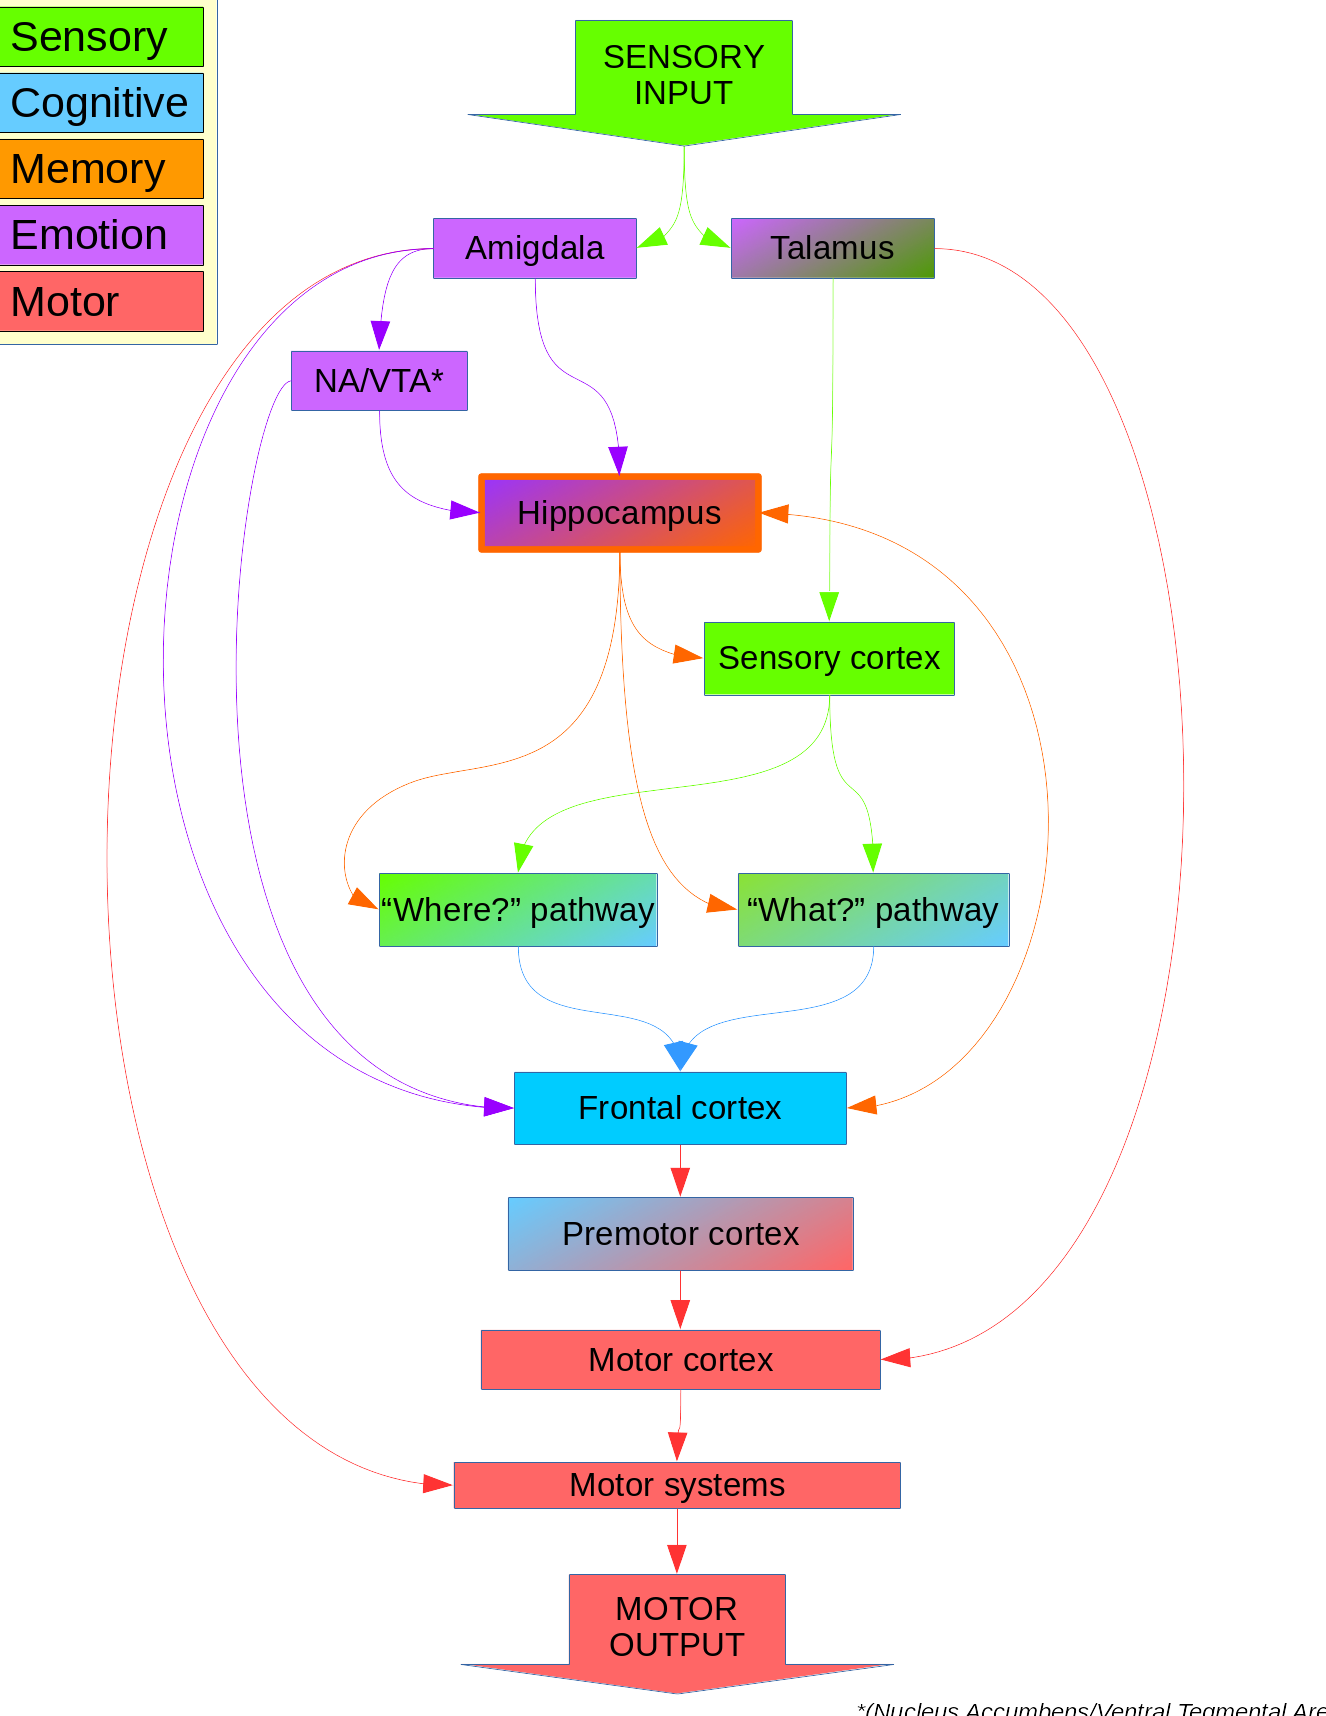 Sensory
Cognitive
Memory
Emotion
Motor
SENSORY
INPUT
Amigdala
Talamus
NA/VTA*
Hippocampus
Sensory cortex
“Where?” pathway
“What?” pathway
Frontal cortex
Premotor cortex
Motor cortex
Motor systems
MOTOR
OUTPUT
*(Nucleus Accumbens/Ventral Tegmental Are